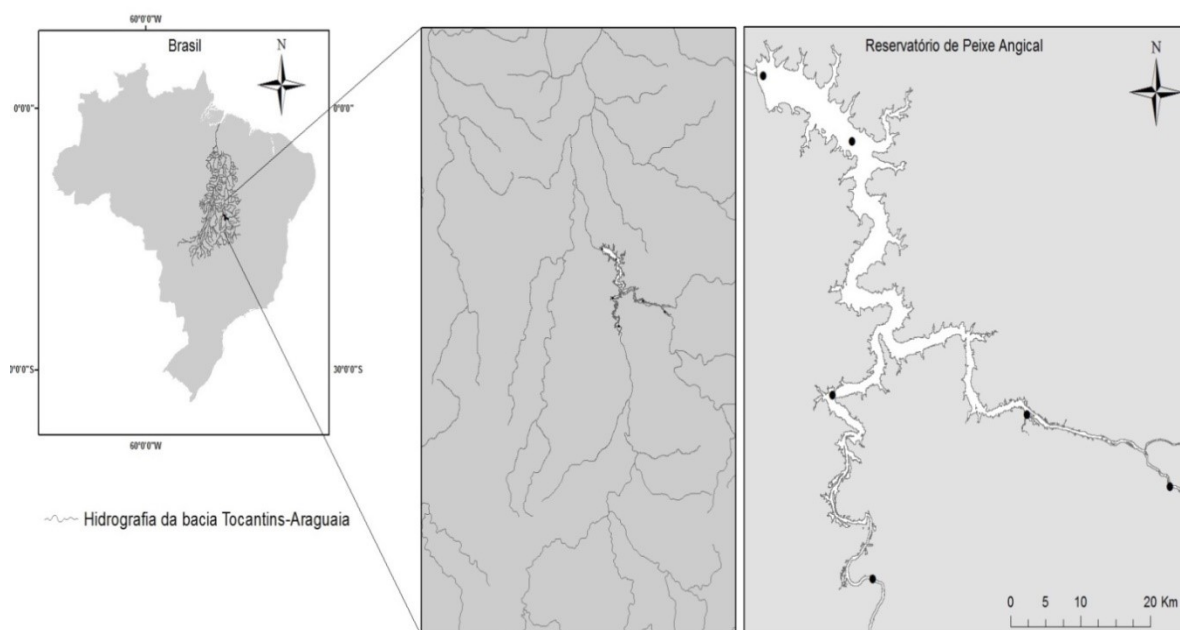 60°0'0"W
Brasil
N
0°0'0"
0°0'0"
0°0'0"S
30°0'0"S
60°0'0"W
Hidrografia da bacia Tocantins-Araguaia
Reservatório de Peixe Angical
N
0 5 10 20 Km